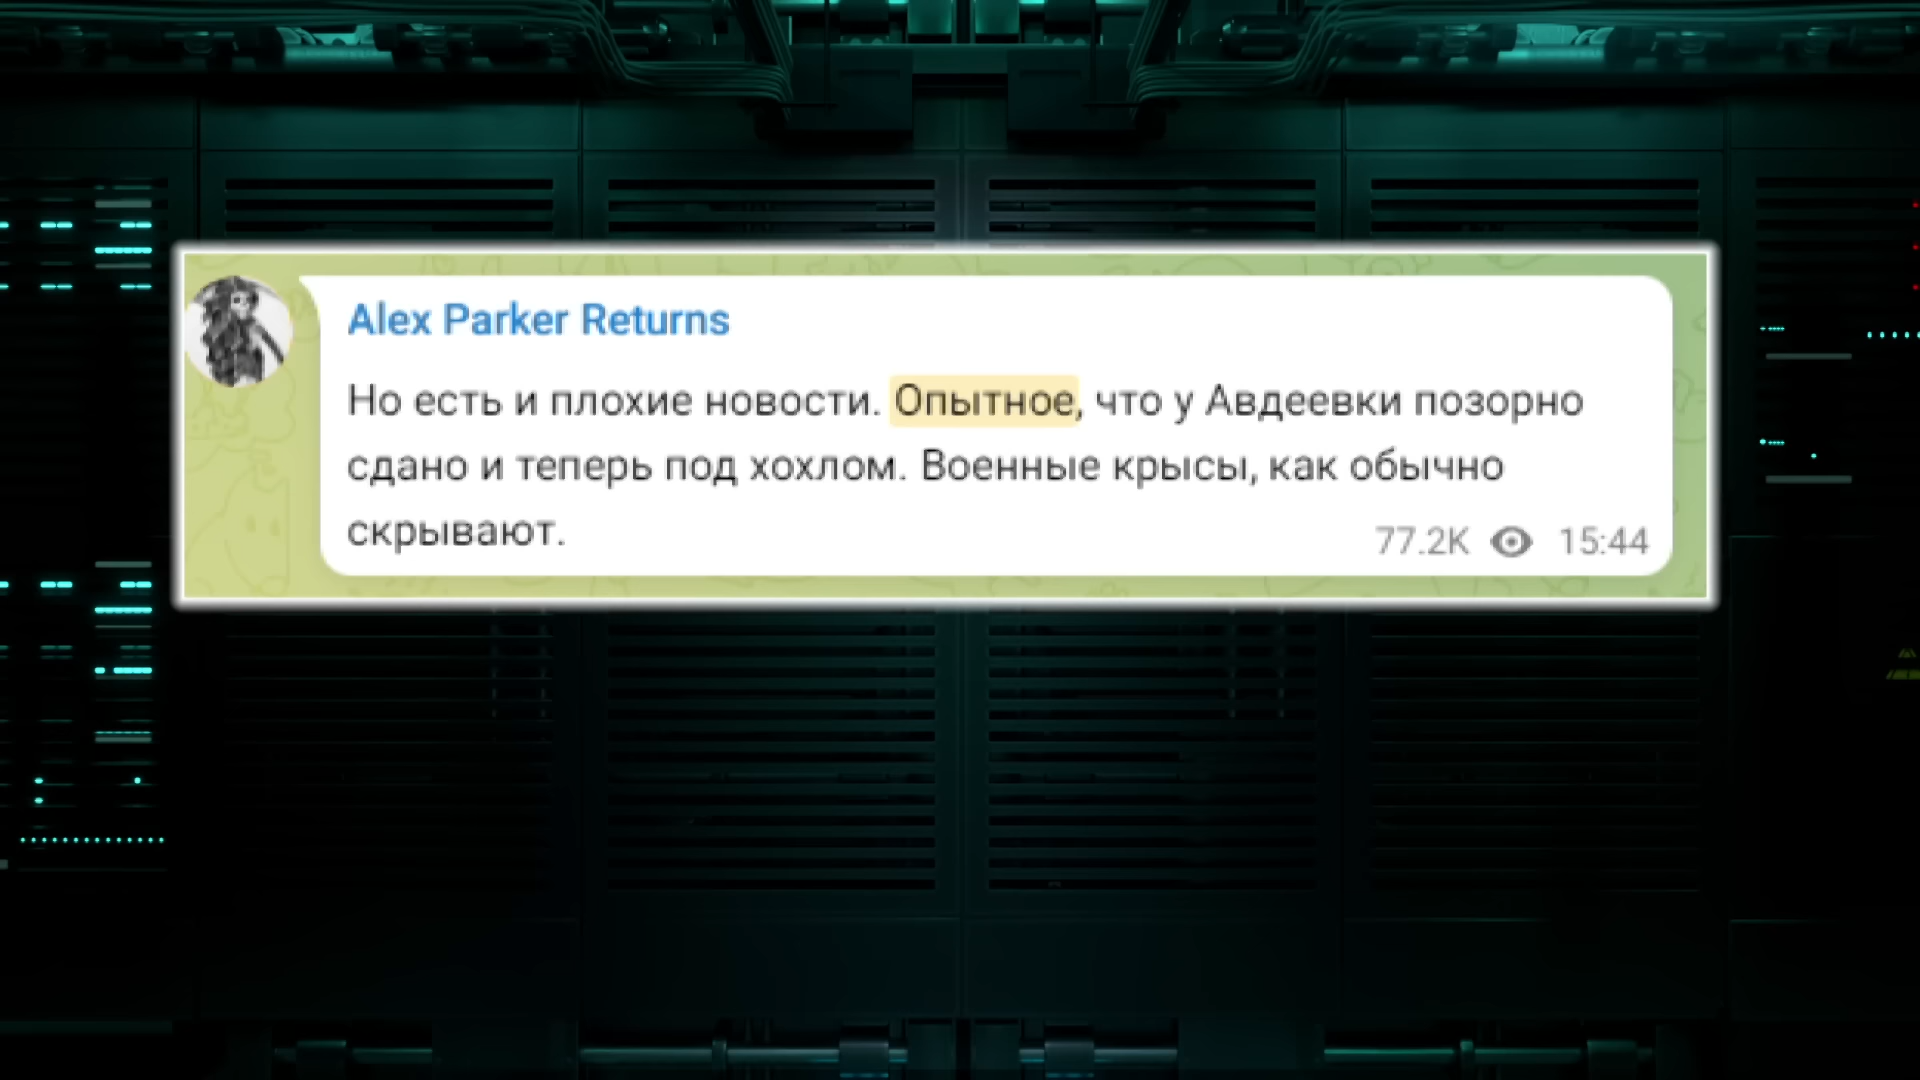 Alex Parker Returns
Но есть и плохие новости. Опытное, что у Авдеевки позорно
сдано и теперь под хохлом. Военные крысы, как обычно
скрывают.
77.2K 15:44